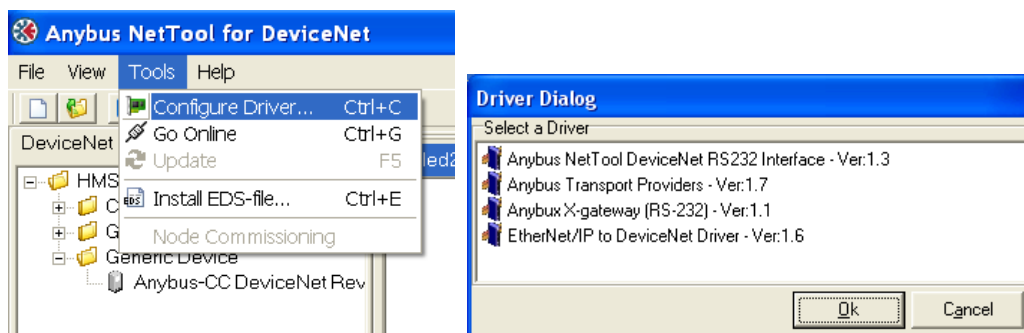 Anybus NetTool for DeviceNet
File View Tools Help
Configure Driver... Ctrl+C
Go Online Ctrl+G
Update F5
Install EDS-file... Ctrl+E
Node Commissioning
DeviceNet
HMS
C
G
Generic Device
Anybus-CC DeviceNet Rev
led2
Driver Dialog
Select a Driver
Anybus NetTool DeviceNet RS232 Interface - Ver:1.3
Anybus Transport Providers - Ver:1.7
Anybux X-gateway (RS-232) - Ver:1.1
EtherNet/IP to DeviceNet Driver - Ver:1.6
Ok Cancel